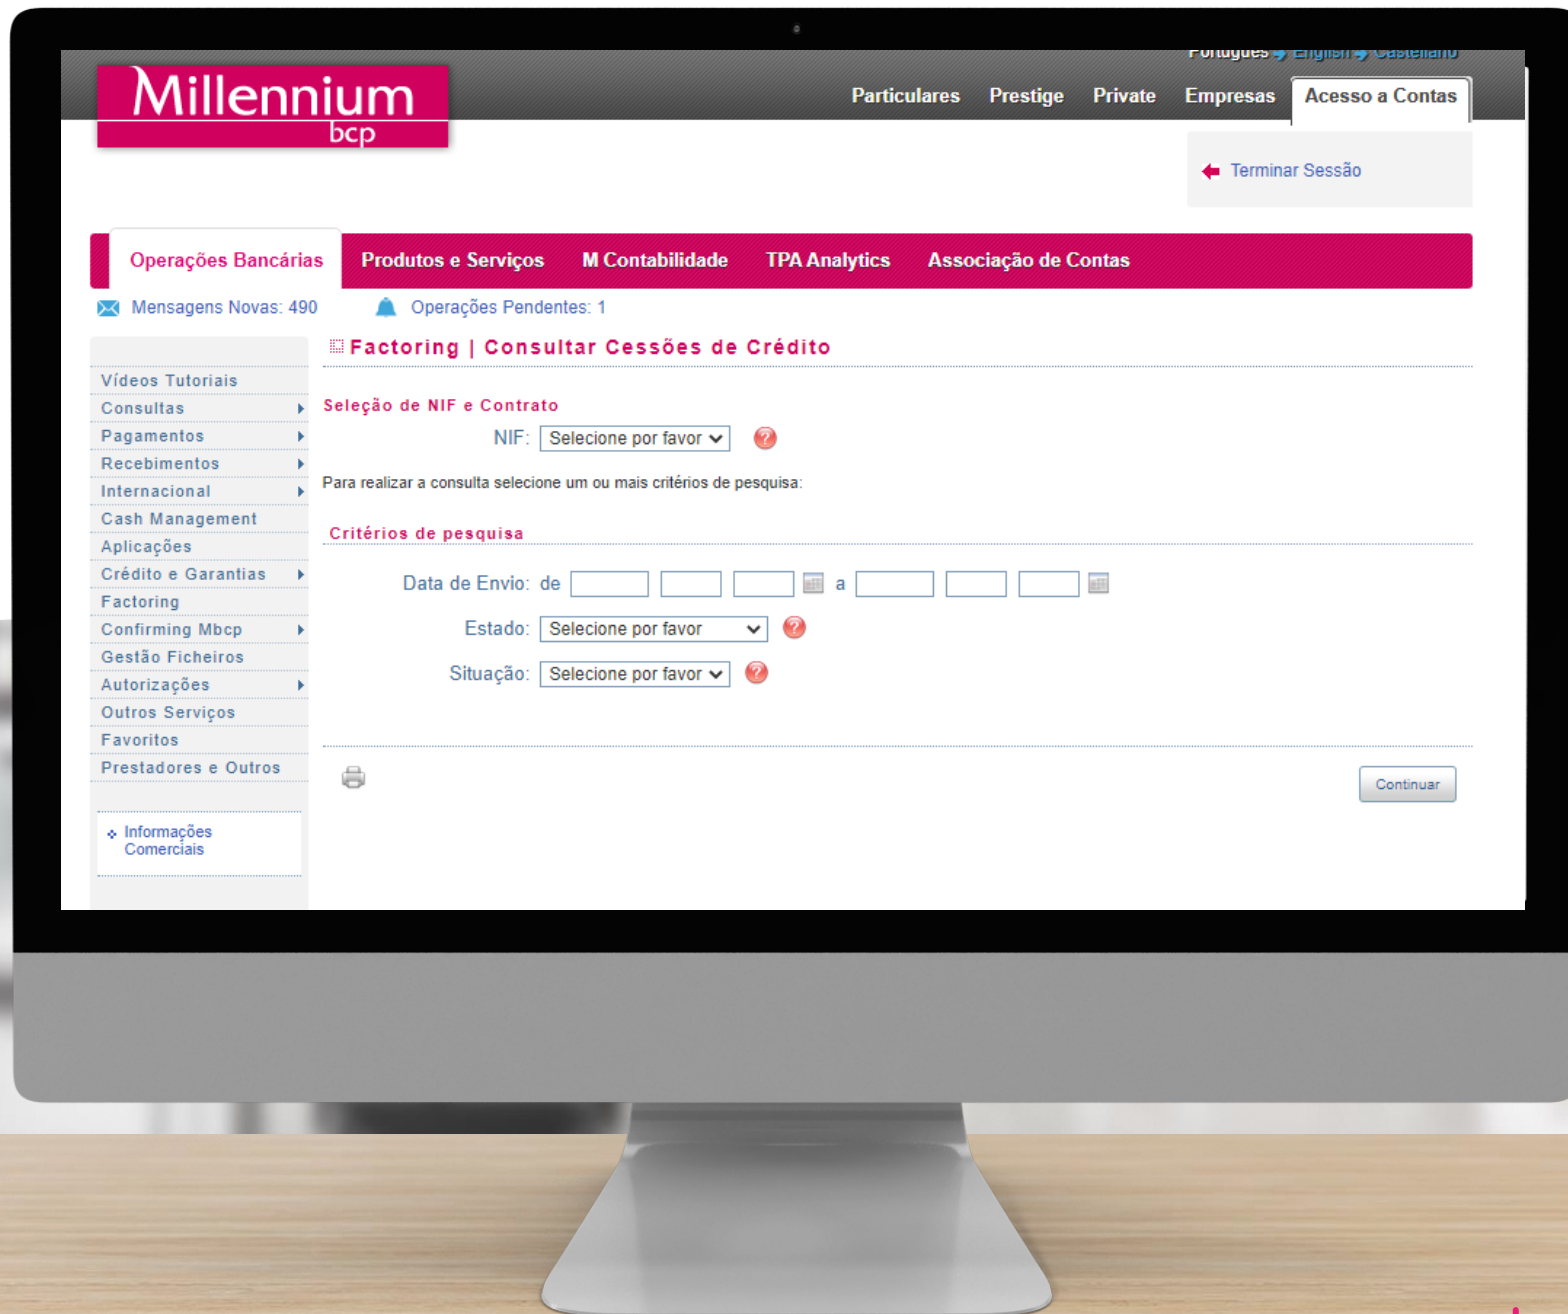 Português English Castellano
Millennium
bcp
Particulares Prestige Private Empresas Acesso a Contas
Terminar Sessão
Operações Bancárias Produtos e Serviços M Contabilidade TPA Analytics Associação de Contas
Mensagens Novas: 490 Operações Pendentes: 1
Factoring | Consultar Cessões de Crédito
Vídeos Tutoriais
Consultas
Pagamentos
Recebimentos
Internacional
Cash Management
Aplicações
Crédito e Garantias
Factoring
Confirming Mbcp
Gestão Ficheiros
Autorizações
Outros Serviços
Favoritos
Prestadores e Outros
Informações
Comerciais
Seleção de NIF e Contrato
NIF: Selecione por favor ?
Para realizar a consulta selecione um ou mais critérios de pesquisa:
Critérios de pesquisa
Data de Envio: de a
Estado: Selecione por favor ?
Situação: Selecione por favor ?
Continuar